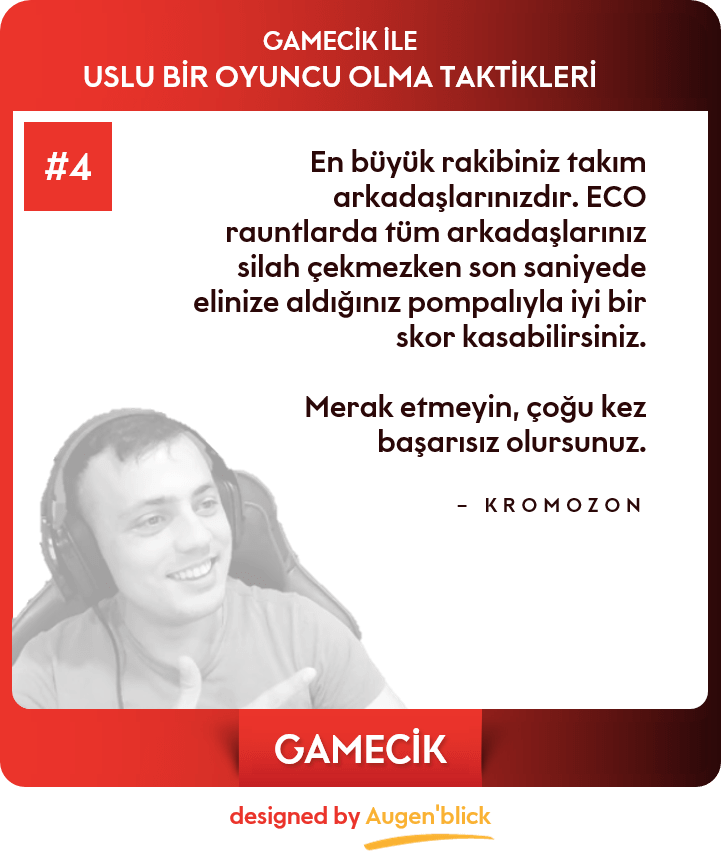 GAMECİK İLE
USLU BİR OYUNCU OLMA TAKTİKLERİ
#4
En büyük rakibiniz takım
arkadaşlarınızdır. ECO
rauntlarda tüm arkadaşlarınız
silah çekmezken son saniyede
elinize aldığınız pompalıyla iyi bir
skor kasabilirsiniz.
Merak etmeyin, çoğu kez
başarısız olursunuz.
- KROMOZON
GAMECİK
designed by Augen'blick